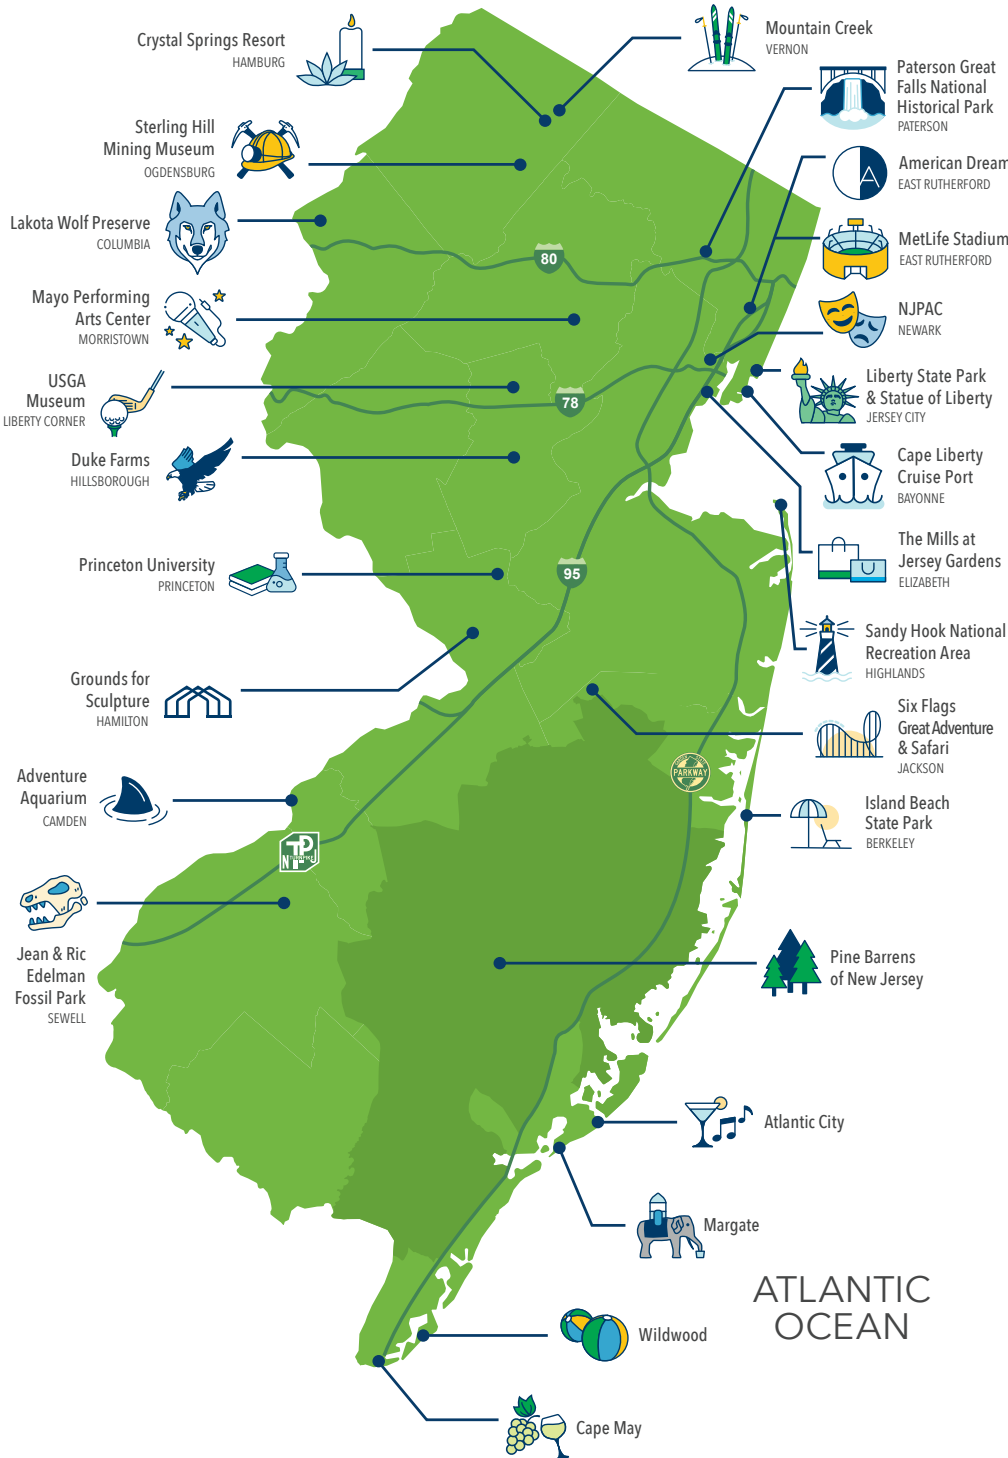 Crystal Springs Resort
HAMBURG
Mountain Creek
VERNON
Paterson Great
Falls National
Historical Park
PATERSON
Sterling Hill
Mining Museum
OGDENSBURG
American Dream
EAST RUTHERFORD
Lakota Wolf Preserve
COLUMBIA
MetLife Stadium
EAST RUTHERFORD
80
Mayo Performing
Arts Center
MORRISTOWN
NJPAC
NEWARK
USGA
Museum
LIBERTY CORNER
Liberty State Park
& Statue of Liberty
JERSEY CITY
78
Duke Farms
HILLSBOROUGH
Cape Liberty
Cruise Port
BAYONNE
The Mills at
Jersey Gardens
ELIZABETH
Princeton University
PRINCETON
95
Sandy Hook National
Recreation Area
HIGHLANDS
Grounds for
Sculpture
HAMILTON
Six Flags
Great Adventure
& Safari
JACKSON
PARKWAY
Adventure
Aquarium
CAMDEN
Island Beach
State Park
BERKELEY
N TP
TURNPIKE
Jean & Ric
Edelman
Fossil Park
SEWELL
Pine Barrens
of New Jersey
Atlantic City
Margate
ATLANTIC
OCEAN
Wildwood
Cape May